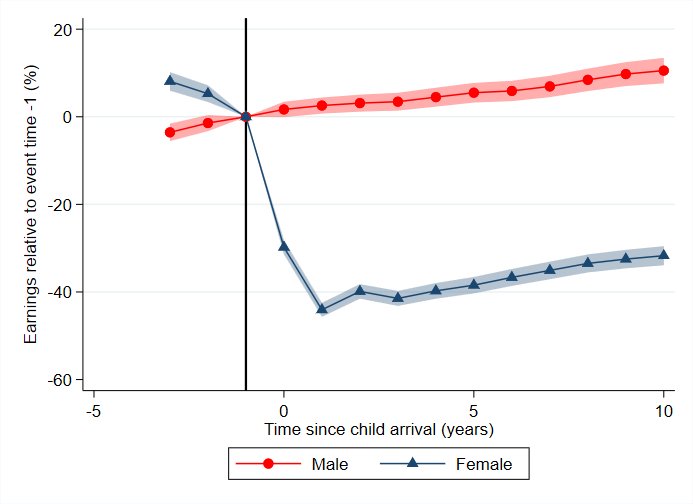 Earnings relative to event time -1 (%)
20
0
-20
-40
-60
-5
0
5
10
Time since child arrival (years)
Male
Female